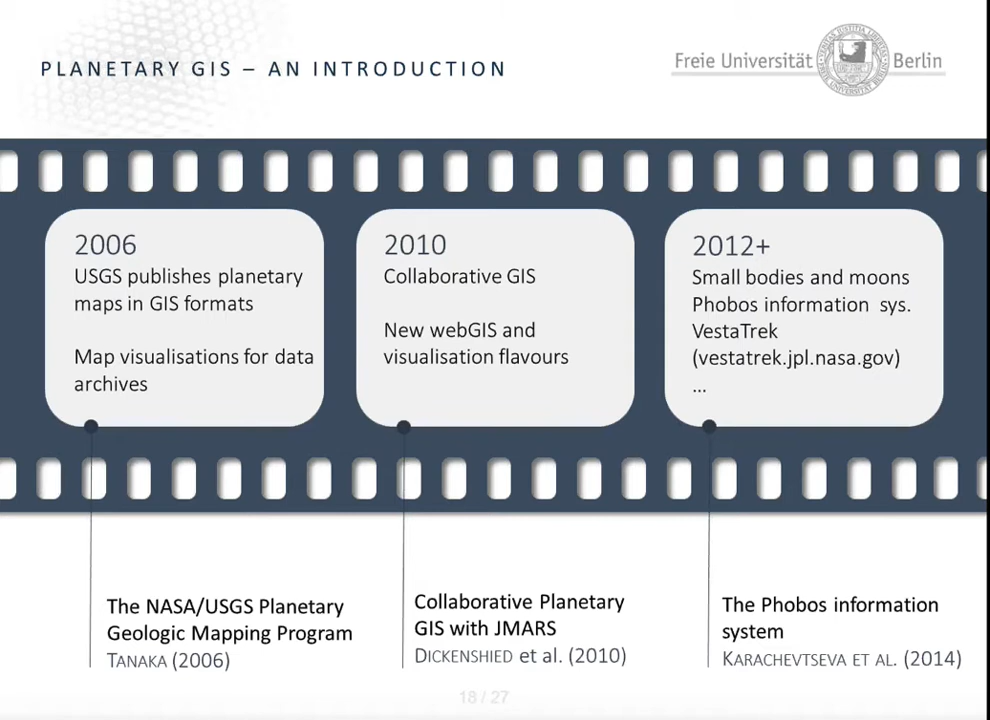 PLANETARY GIS – AN INTRODUCTION
Freie Universität Berlin
2006
USGS publishes planetary
maps in GIS formats
Map visualisations for data
archives
2010
Collaborative GIS
New webGIS and
visualisation flavours
2012+
Small bodies and moons
Phobos information sys.
VestaTrek
(vestatrek.jpl.nasa.gov)
...
The NASA/USGS Planetary
Geologic Mapping Program
TANAKA (2006)
Collaborative Planetary
GIS with JMARS
DICKENSHIED et al. (2010)
The Phobos information
system
KARACHEVTSEVA ET AL. (2014)
18 / 27